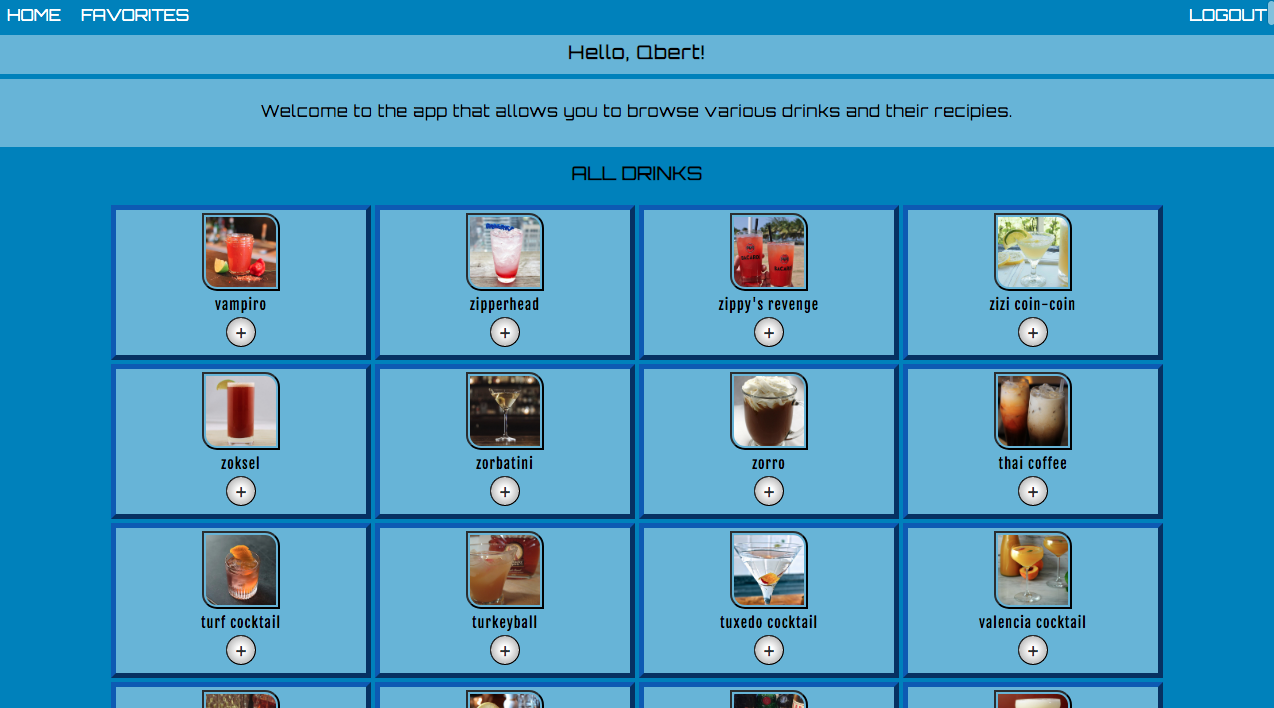 HOME FAVORITES LOGOUT
Hello, Qbert!
Welcome to the app that allows you to browse various drinks and their recipies.
ALL DRINKS
vampiro zipperhead zippy's revenge zizi coin-coin
+ + + +
zoksel zorbatini zorro thai coffee
+ + + +
turf cocktail turkeyball tuxedo cocktail valencia cocktail
+ + + +